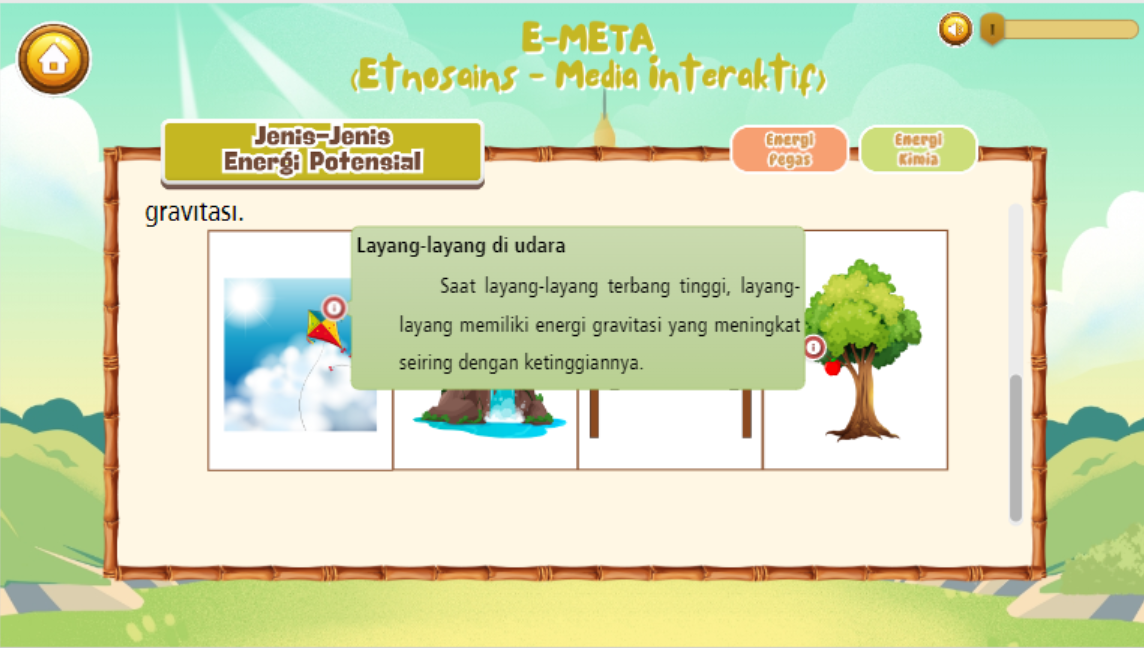 E-META
(Etnosains - Media interaktif)
Jenis-Jenis
Energi Potensial
Energi
Pegas
Energi
Kimia
gravitasi.
Layang-layang di udara
Saat layang-layang terbang tinggi, layang-
layang memiliki energi gravitasi yang meningkat
seiring dengan ketinggiannya.